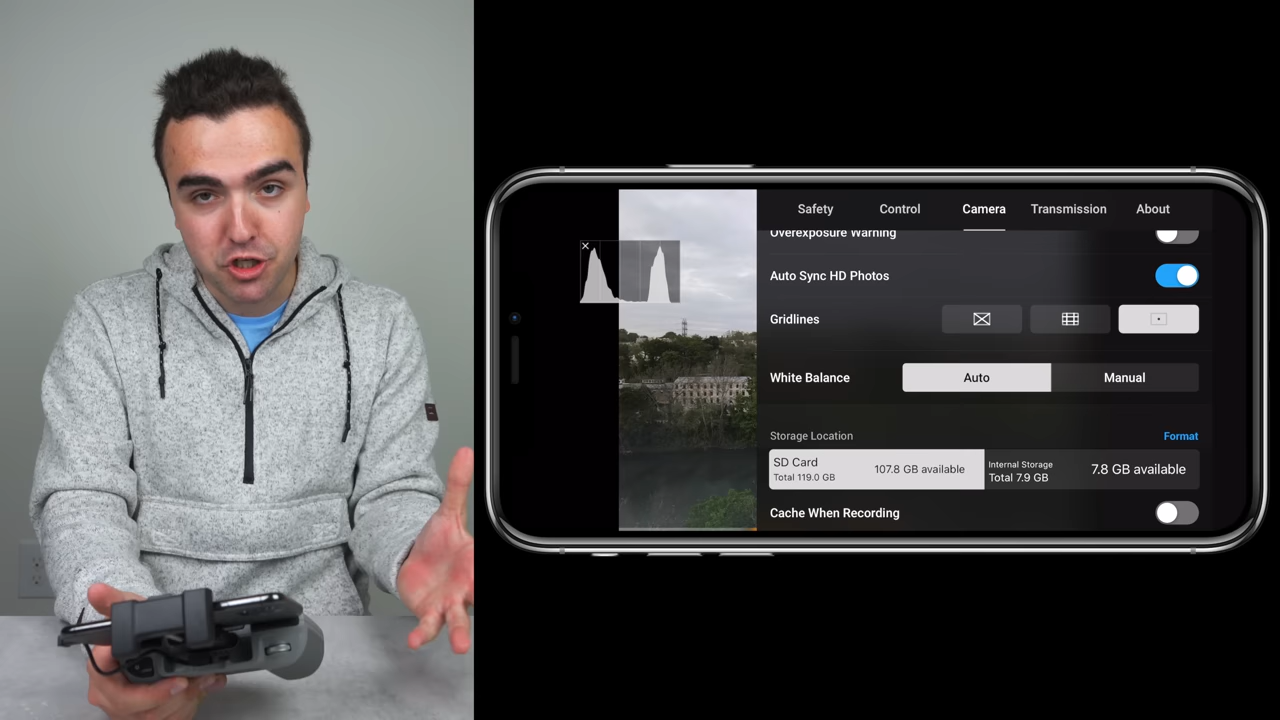 Safety Control Camera Transmission About
Overexposure Warning
Auto Sync HD Photos
Gridlines
White Balance Auto Manual
Storage Location Format
SD Card
Total 119.0 GB
107.8 GB available
Internal Storage
Total 7.9 GB
7.8 GB available
Cache When Recording